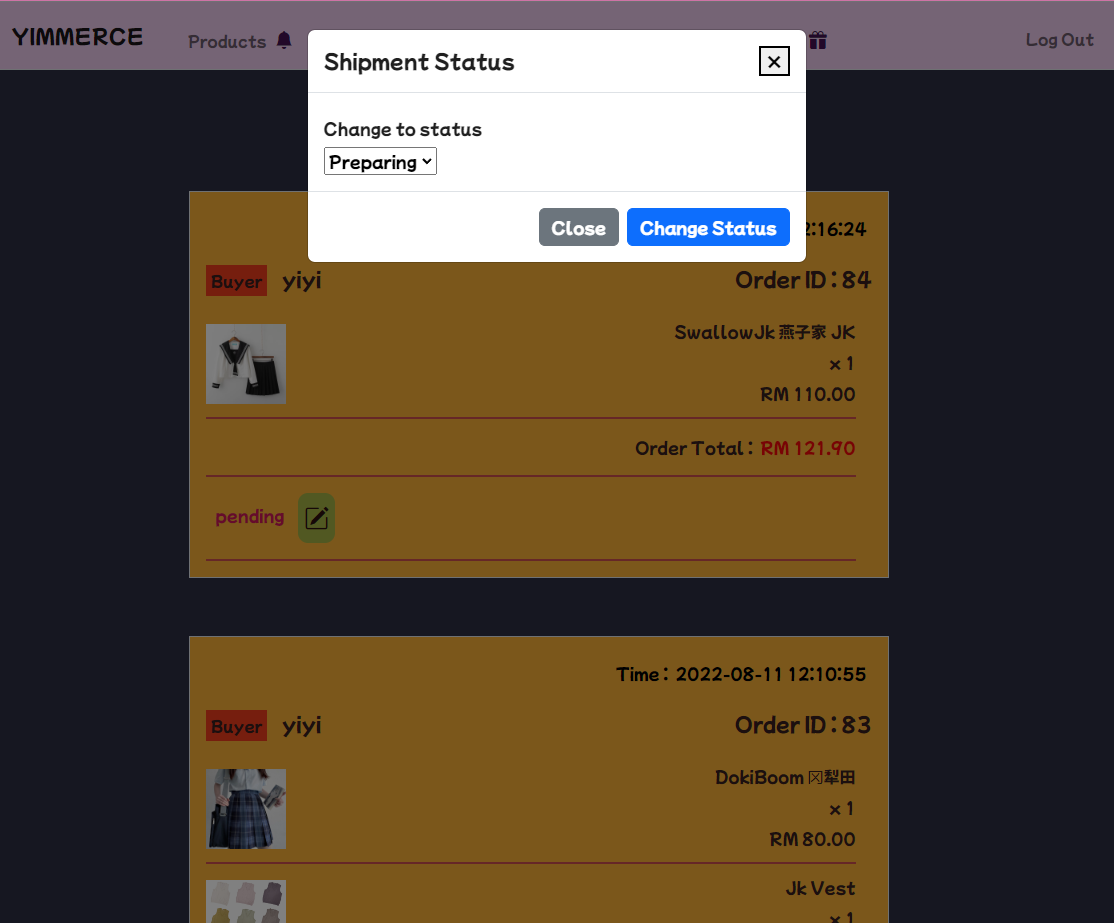 YIMMERCE
Products
Log Out
Shipment Status
Change to status
Preparing
Close
Change Status
2:16:24
Buyer yiyi
Order ID : 84
SwallowJk 燕子家 JK
× 1
RM 110.00
Order Total : RM 121.90
pending
Time : 2022-08-11 12:10:55
Buyer yiyi
Order ID : 83
DokiBoom 冈犁田
× 1
RM 80.00
Jk Vest
× 1